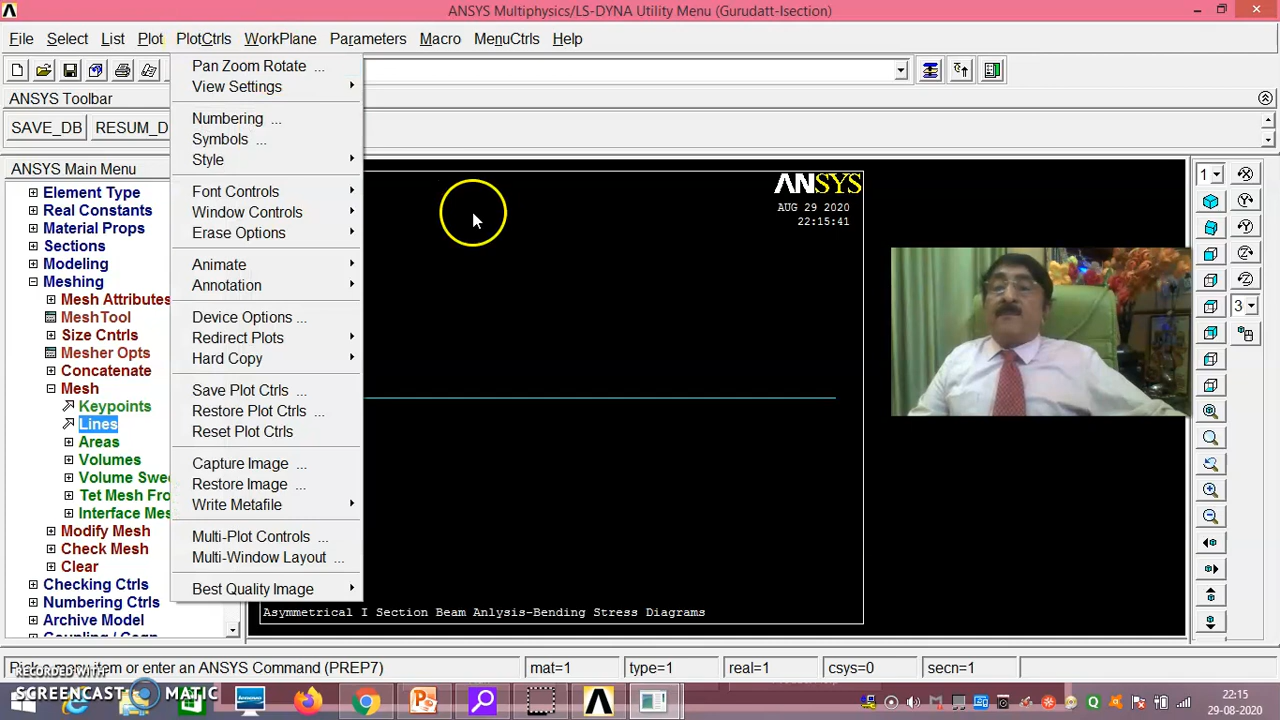 ANSYS Multiphysics/LS-DYNA Utility Menu (Gurudatt-Isection)
File Select List Plot PlotCtrls WorkPlane Parameters Macro MenuCtrls Help
ANSYS Toolbar
SAVE_DB RESUM_D
ANSYS Main Menu
Element Type
Real Constants
Material Props
Sections
Modeling
Meshing
Mesh Attributes
MeshTool
Size Cntrls
Mesher Opts
Concatenate
Mesh
Keypoints
Lines
Areas
Volumes
Volume Swe
Tet Mesh Fro
Interface Mes
Modify Mesh
Check Mesh
Clear
Checking Ctrls
Numbering Ctrls
Archive Model
Pan Zoom Rotate ...
View Settings
Numbering ...
Symbols ...
Style
Font Controls
Window Controls
Erase Options
Animate
Annotation
Device Options ...
Redirect Plots
Hard Copy
Save Plot Ctrls ...
Restore Plot Ctrls ...
Reset Plot Ctrls
Capture Image ...
Restore Image ...
Write Metafile
Multi-Plot Controls ...
Multi-Window Layout ...
Best Quality Image
ANSYS
AUG 29 2020
22:15:41
Asymmetrical I Section Beam Anlysis-Bending Stress Diagrams
1
3
or enter an ANSYS Command (PREP7) mat=1 type=1 real=1 csys=0 secn=1
RECORDED WITH
SCREENCAST MATIC
22:15
29-08-2020